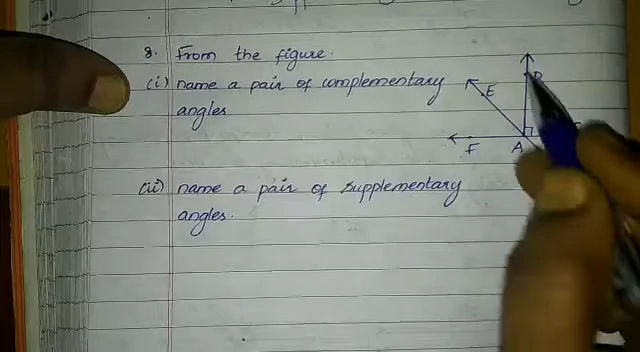 8. From the figure.
(i) name a pair of complementary
angles
E
F A
(ii) name a pair of supplementary
angles.